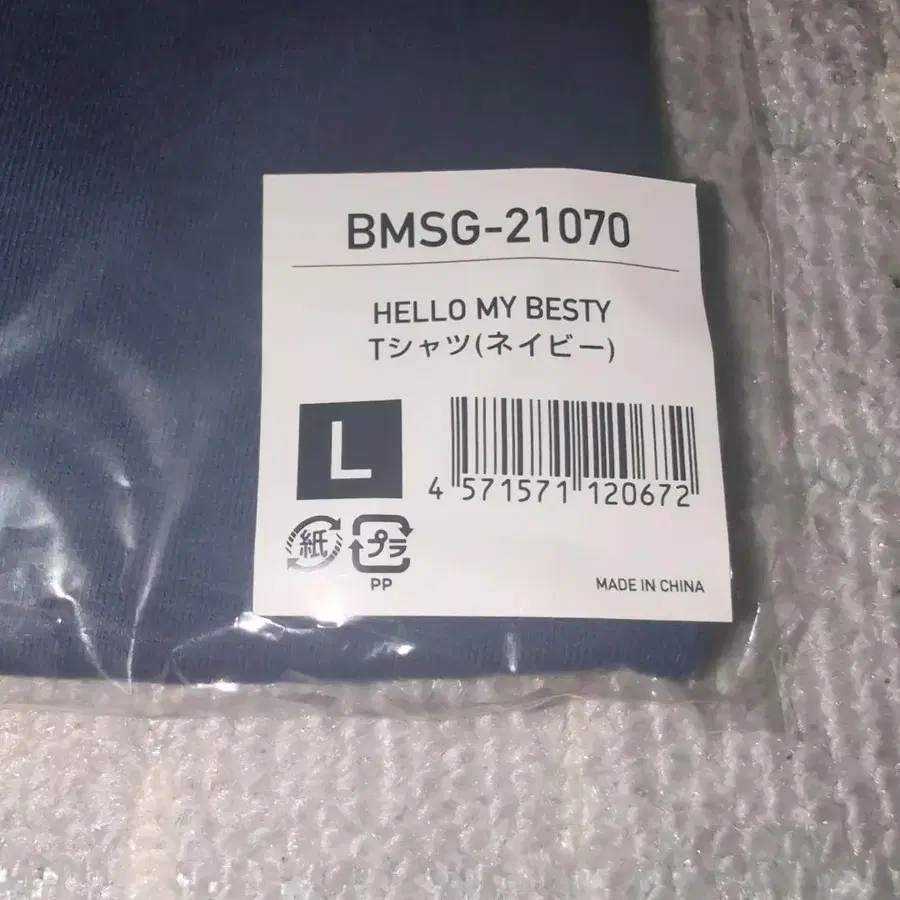 BMSG-21070
HELLO MY BESTY
Tシャツ(ネイビー)
L
4 571571 120672
紙
プラ
PP
MADE IN CHINA